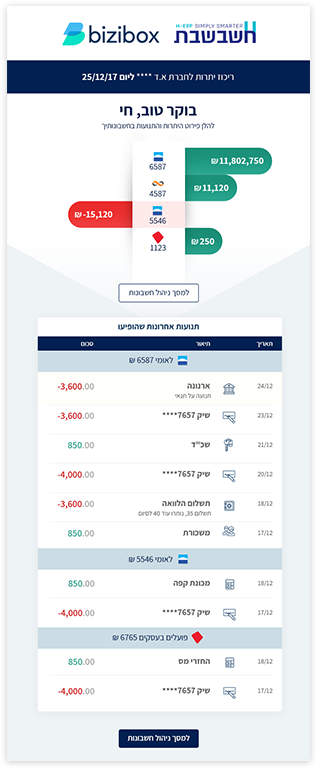 bizibox
H-ERP SIMPLY SMARTER
חשבשבת
ריכוז יתרות לחברת א.ד **** ליום 25/12/17
בוקר טוב, חי
להלן פירוט היתרות והתנועות בחשבונותיך
6587 ₪ 11,802,750
4587 ₪ 11,120
5546 ₪ -15,120
1123 ₪ 250
למסך ניהול חשבונות
תנועות אחרונות שהופיעו
תאריך תיאור סכום
לאומי 6587 ₪
24/12 ארנונה -3,600.00
תנועה על תנאי
23/12 שיק 7657**** -3,600.00
21/12 שכ"ד 850.00
20/12 שיק 7657**** -4,000.00
18/12 תשלום הלוואה -3,600.00
תשלום 35, נותרו עוד 40 לסיום
17/12 משכורת 850.00
לאומי 5546 ₪
18/12 מכונת קפה 850.00
17/12 שיק 7657**** -4,000.00
פועלים בעסקים 6765 ₪
18/12 החזרי מס 850.00
17/12 שיק 7657**** -4,000.00
למסך ניהול חשבונות